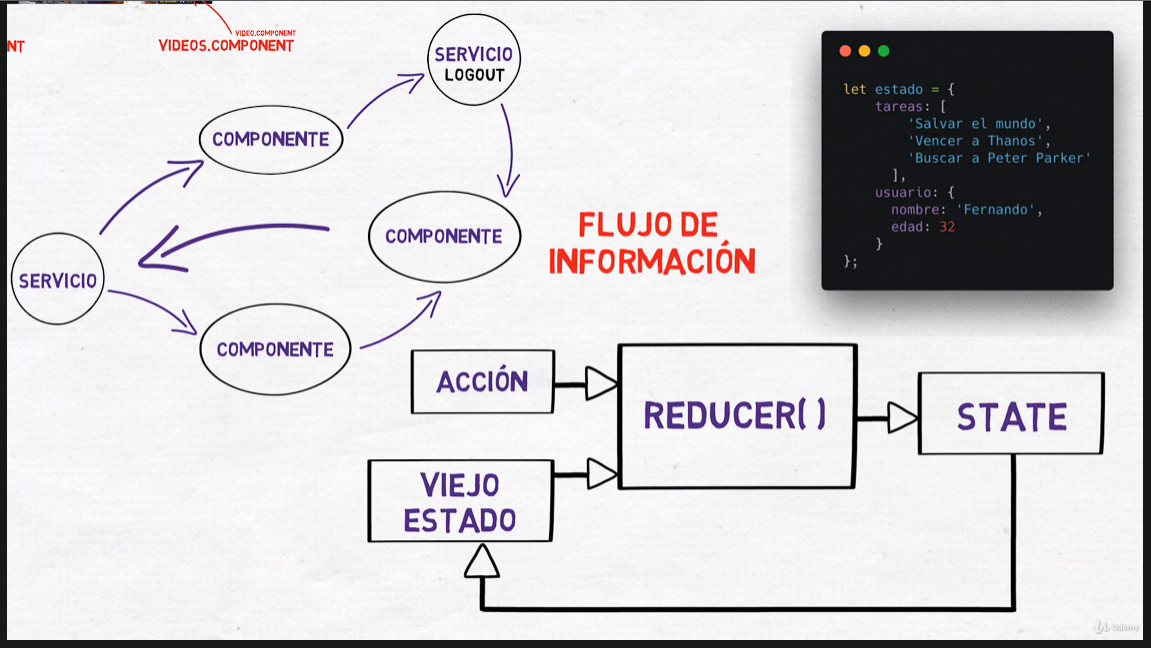 VIDEO.COMPONENT
NT
VIDEOS.COMPONENT
SERVICIO
LOGOUT
COMPONENTE
COMPONENTE
SERVICIO
COMPONENTE
FLUJO DE
INFORMACIÓN
let estado = {
tareas: [
'Salvar el mundo',
'Vencer a Thanos',
'Buscar a Peter Parker'
],
usuario: {
nombre: 'Fernando',
edad: 32
}
};
ACCIÓN
REDUCER( )
STATE
VIEJO
ESTADO
Udemy